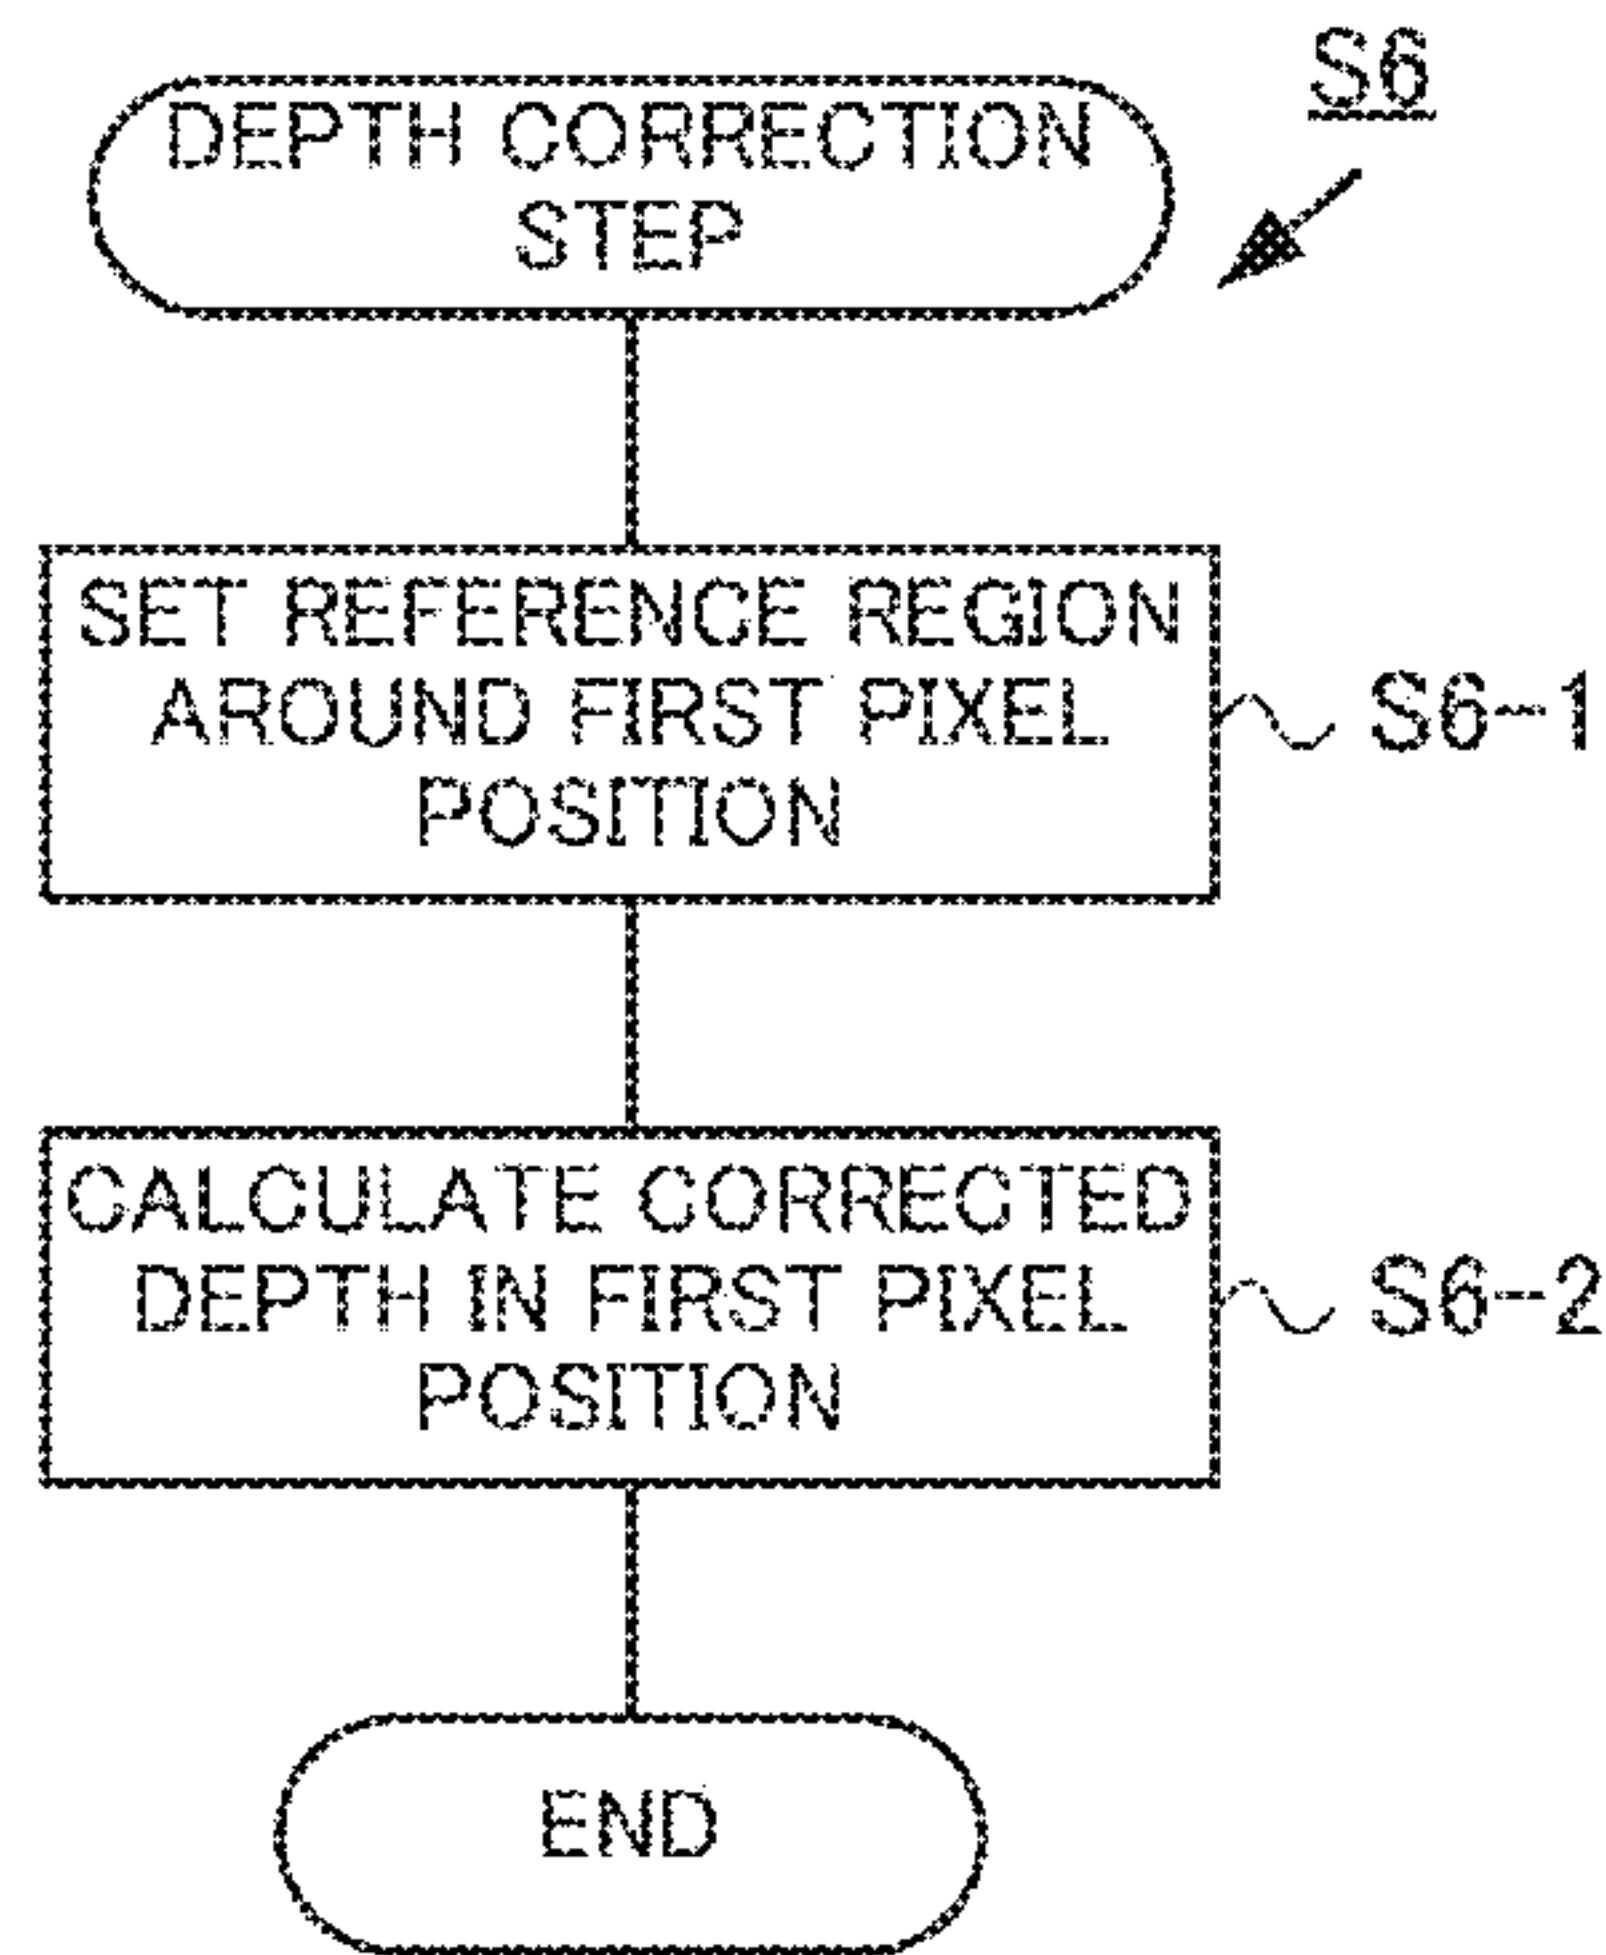 S6
DEPTH CORRECTION
STEP
SET REFERENCE REGION
AROUND FIRST PIXEL
POSITION
S6-1
CALCULATE CORRECTED
DEPTH IN FIRST PIXEL
POSITION
S6-2
END